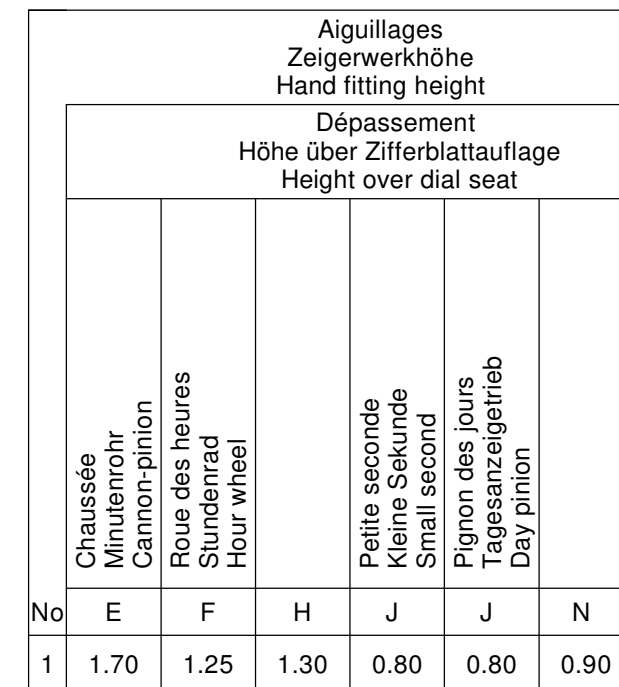 Aiguillages
Zeigerwerkhöhe
Hand fitting height
Dépassement
Höhe über Zifferblattauflage
Height over dial seat
Chaussée
Minutenrohr
Cannon-pinion
Roue des heures
Stundenrad
Hour wheel
Petite seconde
Kleine Sekunde
Small second
Pignon des jours
Tagesanzeigetrieb
Day pinion
No E F H J J N
1 1.70 1.25 1.30 0.80 0.80 0.90